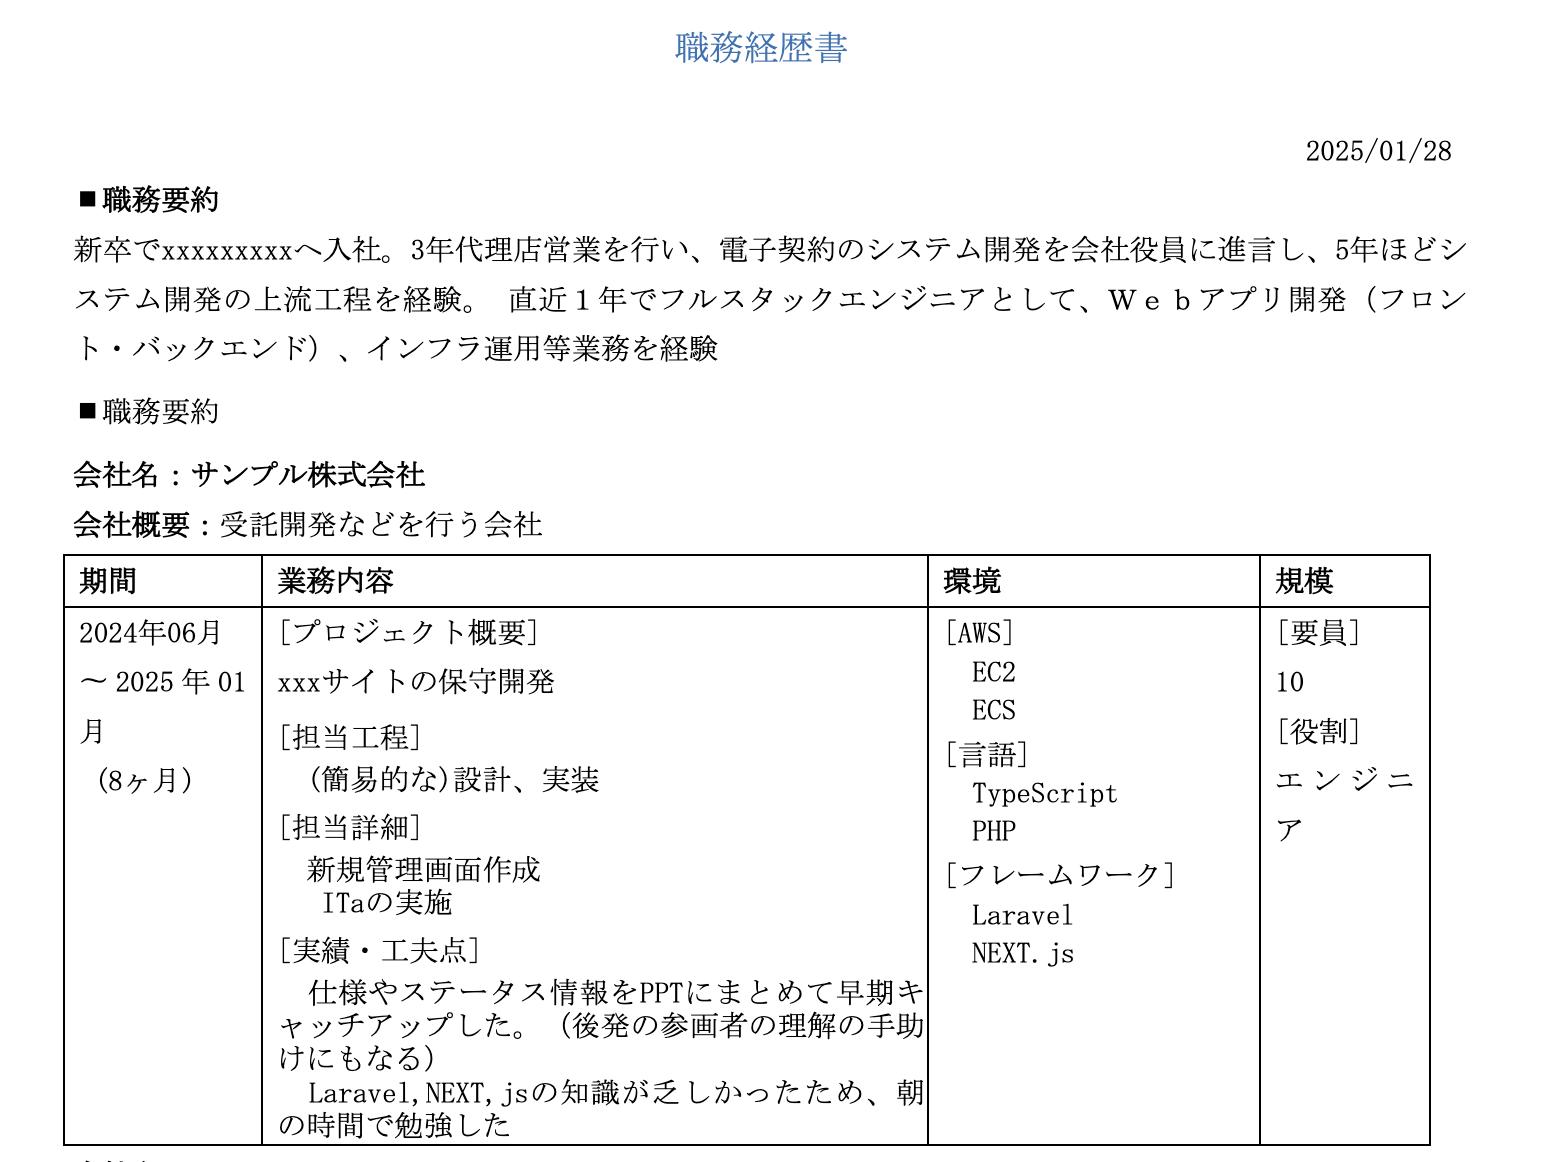 職務経歴書
2025/01/28
■職務要約
新卒でxxxxxxxxxへ入社。3年代理店営業を行い、電子契約のシステム開発を会社役員に進言し、5年ほどシ
ステム開発の上流工程を経験。 直近１年でフルスタックエンジニアとして、Ｗｅｂアプリ開発（フロン
ト・バックエンド）、インフラ運用等業務を経験
■職務要約
会社名：サンプル株式会社
会社概要：受託開発などを行う会社
期間
2024年06月
～2025年01
月
（8ヶ月）
業務内容
[プロジェクト概要]
xxxサイトの保守開発
[担当工程]
(簡易的な)設計、実装
[担当詳細]
新規管理画面作成
ITaの実施
[実績・工夫点]
仕様やステータス情報をPPTにまとめて早期キ
ャッチアップした。（後発の参画者の理解の手助
けにもなる）
Laravel,NEXT,jsの知識が乏しかったため、朝
の時間で勉強した
環境
[AWS]
EC2
ECS
[言語]
TypeScript
PHP
[フレームワーク]
Laravel
NEXT.js
規模
[要員]
10
[役割]
エンジニ
ア